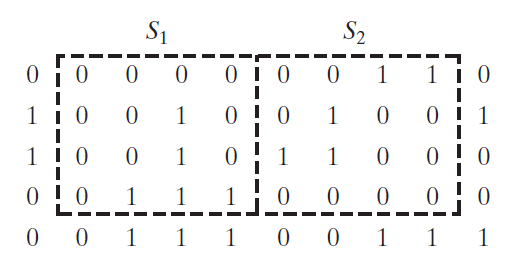 S1 S2
0 0 0 0 0 0 0 1 1 0
1 0 0 1 0 0 1 0 0 1
1 0 0 1 0 1 1 0 0 0
0 0 1 1 1 0 0 0 0 0
0 0 1 1 1 0 0 1 1 1